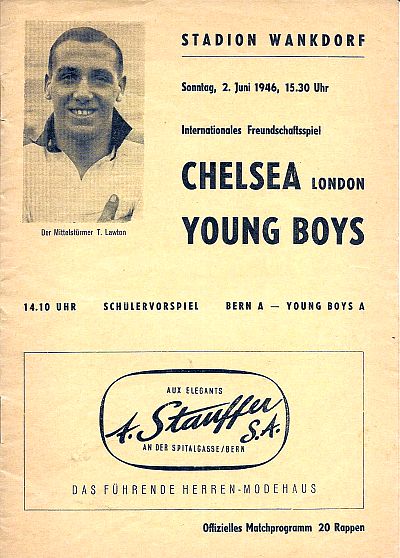 STADION WANKDORF
Sonntag, 2. Juni 1946, 15.30 Uhr
Internationales Freundschaftsspiel
CHELSEA LONDON
YOUNG BOYS
Der Mittelstürmer T. Lawton
14.10 UHR SCHÜLERVORSPIEL BERN A — YOUNG BOYS A
AUX ELEGANTS
A. Stauffer S.A.
AN DER SPITALGASSE/BERN
DAS FÜHRENDE HERREN-MODEHAUS
Offizielles Matchprogramm 20 Rappen